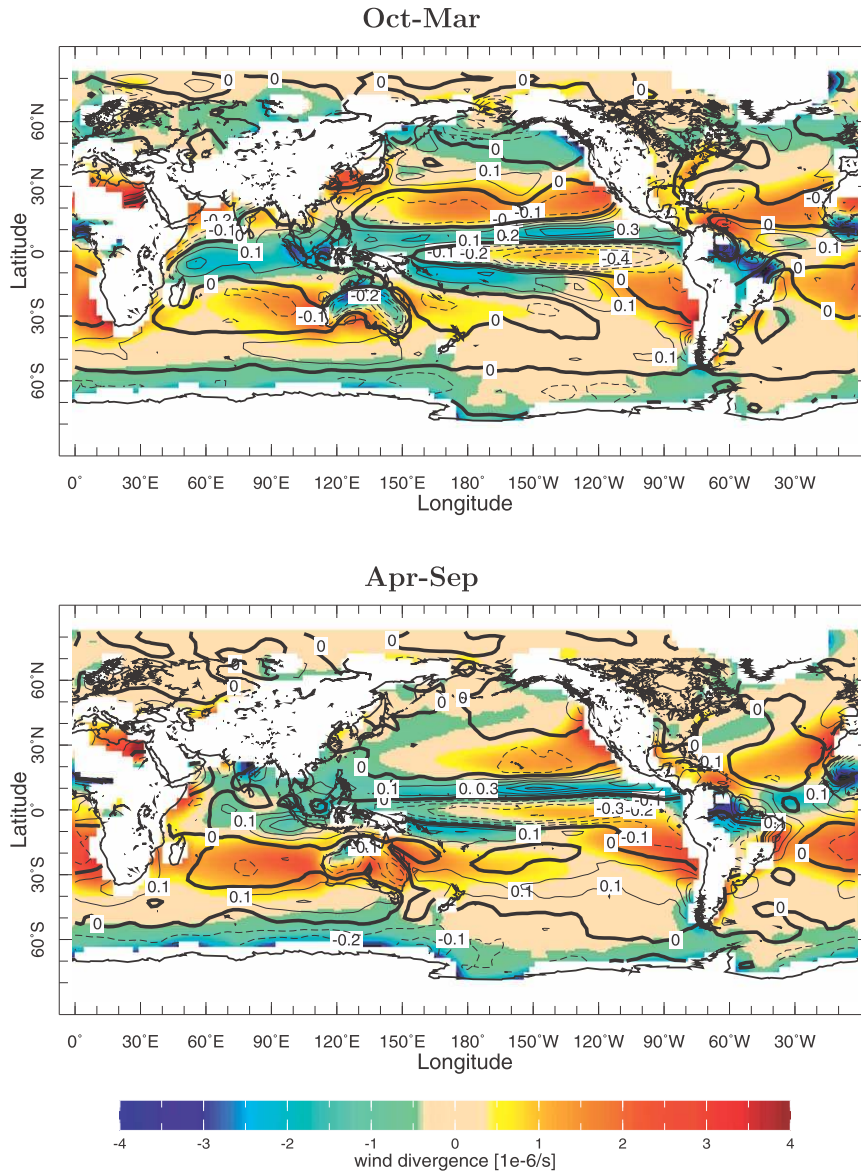 Oct-Mar
0 0 0 0
60˚N
0 0
0.1 0
30˚N
-0.1
-0.2 -0.1
-0.1 0
0.1 0.2 -0.3
0˚ 0.1 -0.1 -0.2 0.1
-0.4
0 -0.2 0 0
30˚S -0.1 0 0.1 0
0.1
0 0 0
60˚S
0
Latitude
0˚ 30˚E 60˚E 90˚E 120˚E 150˚E 180˚W 150˚W 120˚W 90˚W 60˚W 30˚W
Longitude
Apr-Sep
0 0 0 0
0 0
60˚N
0 0
0
30˚N
0 0.1
0.1 0.3 0.1
0˚ 0 -0.3 -0.2
0 0.1
-0.1 -0.1 0
30˚S
0.1 0.1 0.1
0 0 0
60˚S -0.2 -0.1
Latitude
0˚ 30˚E 60˚E 90˚E 120˚E 150˚E 180˚W 150˚W 120˚W 90˚W 60˚W 30˚W
Longitude
-4 -3 -2 -1 0 1 2 3 4
wind divergence [1e-6/s]